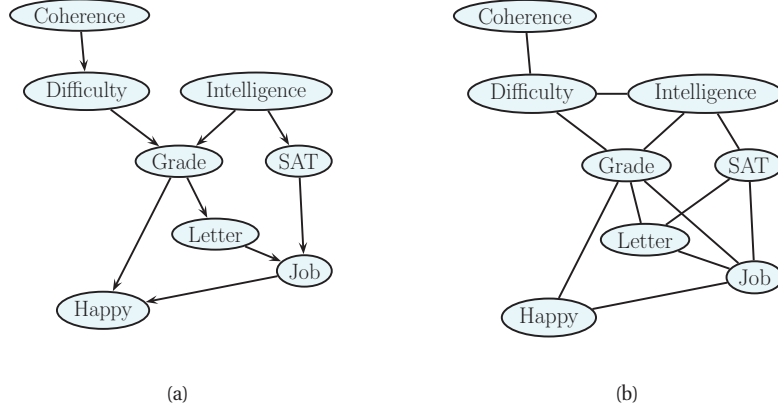 Coherence
Difficulty
Intelligence
Grade
SAT
Letter
Job
Happy
(a)
Coherence
Difficulty
Intelligence
Grade
SAT
Letter
Job
Happy
(b)